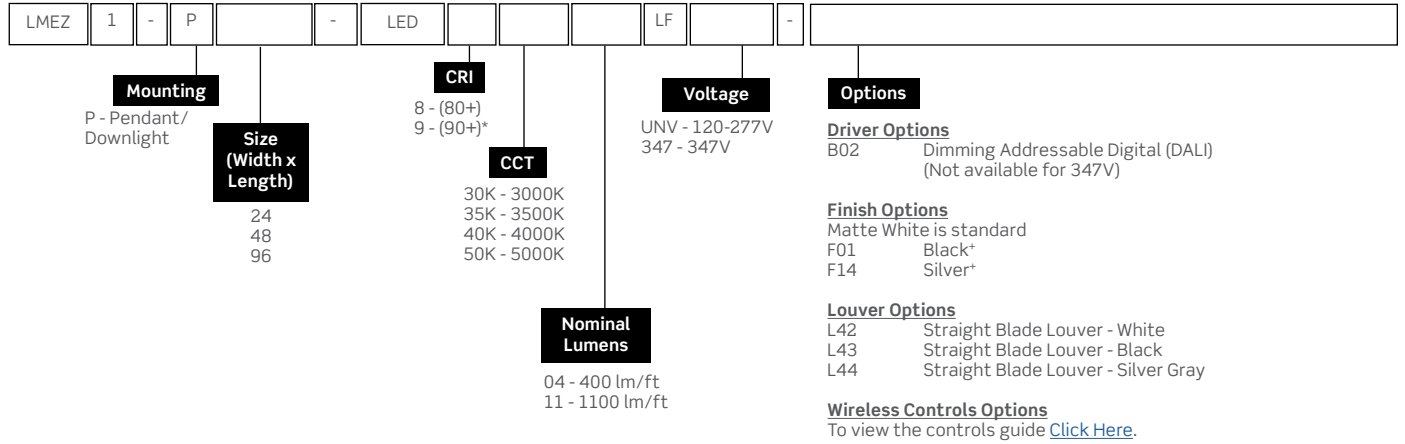 LMEZ 1 - P - LED LF -
Mounting
P - Pendant/
Downlight
Size
(Width x
Length)
24
48
96
CRI
8 - (80+)
9 - (90+)*
CCT
30K - 3000K
35K - 3500K
40K - 4000K
50K - 5000K
Nominal
Lumens
04 - 400 lm/ft
11 - 1100 lm/ft
Voltage
UNV - 120-277V
347 - 347V
Options
Driver Options
B02 Dimming Addressable Digital (DALI)
(Not available for 347V)
Finish Options
Matte White is standard
F01 Black+
F14 Silver+
Louver Options
L42 Straight Blade Louver - White
L43 Straight Blade Louver - Black
L44 Straight Blade Louver - Silver Gray
Wireless Controls Options
To view the controls guide Click Here.